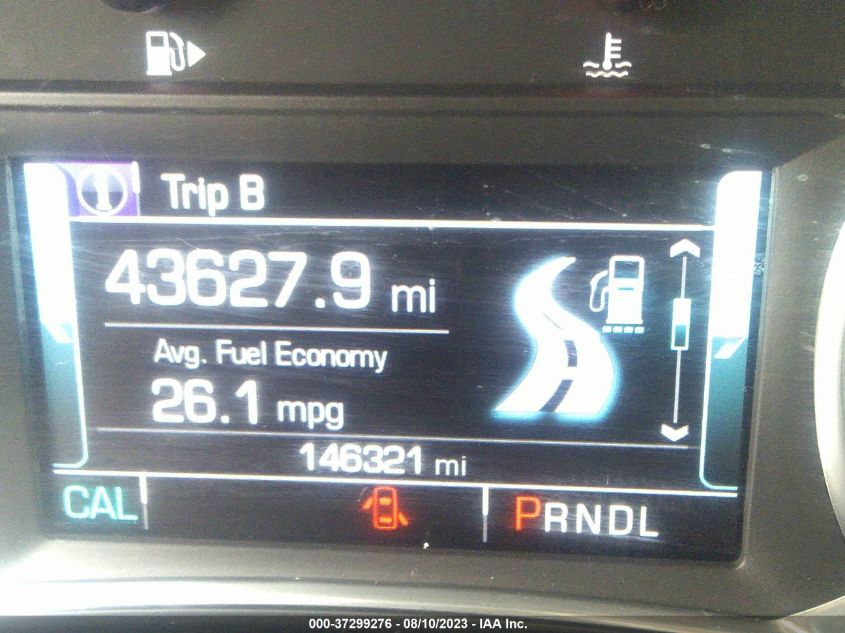 Trip B
43627.9 mi
Avg. Fuel Economy
26.1 mpg
146321 mi
CAL PRNDL
000-37299276 - 08/10/2023 - IAA Inc.